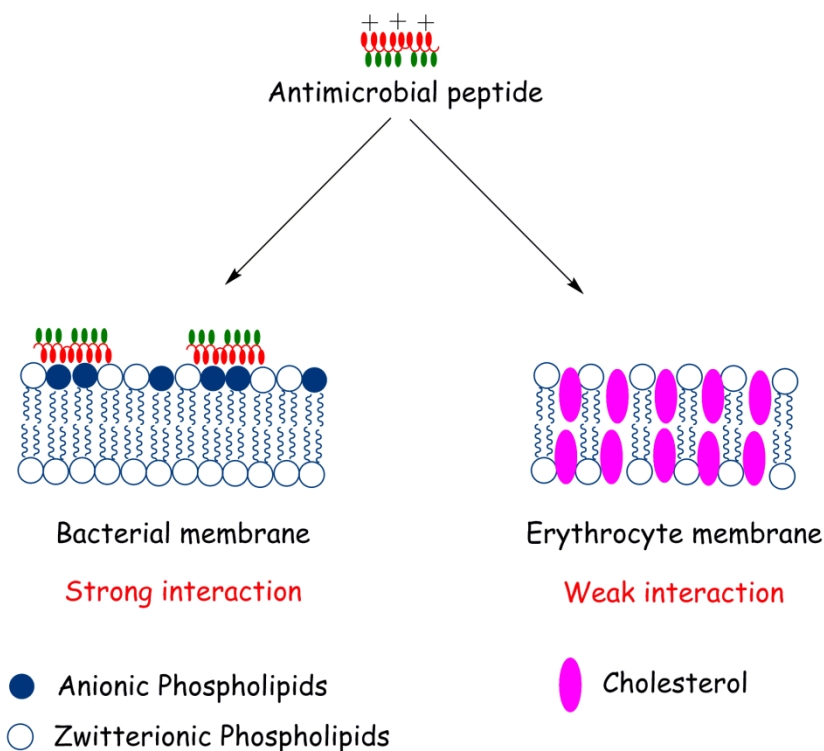 + + +
Antimicrobial peptide
Bacterial membrane
Erythrocyte membrane
Strong interaction
Weak interaction
Anionic Phospholipids
Cholesterol
Zwitterionic Phospholipids